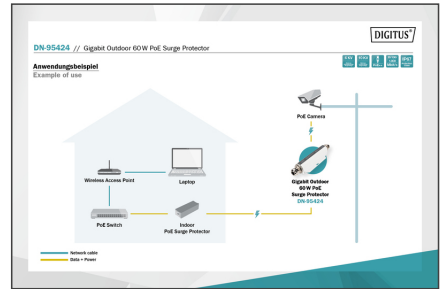 DIGITUS®
DN-95424 // Gigabit Outdoor 60 W PoE Surge Protector
Anwendungsbeispiel
Example of use
PoE Camera
Wireless Access Point
Laptop
Gigabit Outdoor
60 W PoE
Surge Protector
DN-95424
PoE Switch
Indoor
PoE Surge Protector
Network cable
Data + Power